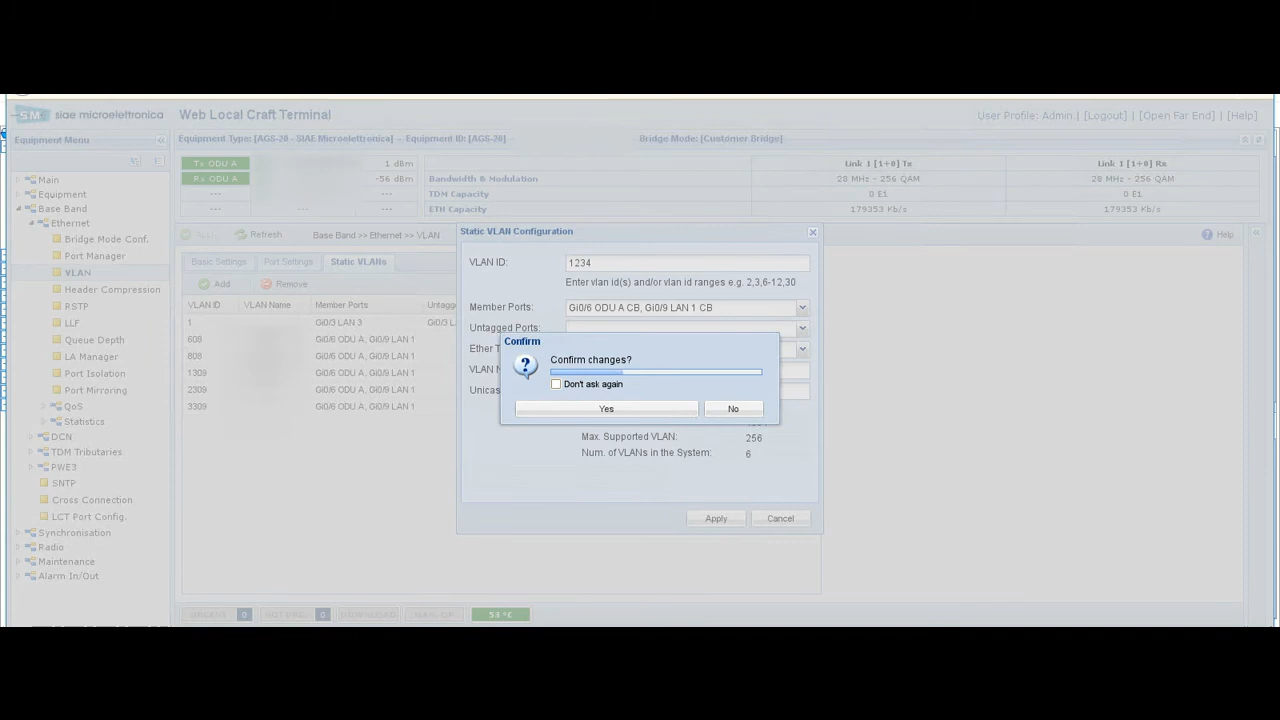 SM siae microelettronica
Web Local Craft Terminal
User Profile: Admin. [Logout] [Open Far End] [Help]
Equipment Menu
Equipment Type: [AGS-20 - SIAE Microelettronica] - Equipment ID: [AGS-20]
Bridge Mode: [Customer Bridge]
Tx ODU A
1 dBm
Link 1 [1+0] Tx
Link 1 [1+0] Rx
Rx ODU A
-56 dBm
Bandwidth & Modulation
28 MHz - 256 QAM
28 MHz - 256 QAM
---
---
TDM Capacity
0 E1
0 E1
---
---
---
ETH Capacity
179353 Kb/s
179353 Kb/s
Main
Equipment
Base Band
Ethernet
Bridge Mode Conf.
Port Manager
VLAN
Header Compression
RSTP
LLF
Queue Depth
LA Manager
Port Isolation
Port Mirroring
QoS
Statistics
DCN
TDM Tributaries
PWE3
SNTP
Cross Connection
LCT Port Config.
Synchronisation
Radio
Maintenance
Alarm In/Out
Refresh
Base Band >> Ethernet >> VLAN
Help
Basic Settings
Port Settings
Static VLANs
Add
Remove
VLAN ID
VLAN Name
Member Ports
Untagg
1
Gi0/3 LAN 3
Gi0/3 L
608
Gi0/6 ODU A, Gi0/9 LAN 1
808
Gi0/6 ODU A, Gi0/9 LAN 1
1309
Gi0/6 ODU A, Gi0/9 LAN 1
2309
Gi0/6 ODU A, Gi0/9 LAN 1
3309
Gi0/6 ODU A, Gi0/9 LAN 1
Static VLAN Configuration
VLAN ID:
1234
Enter vlan id(s) and/or vlan id ranges e.g. 2,3,6-12,30
Member Ports:
Gi0/6 ODU A CB, Gi0/9 LAN 1 CB
Untagged Ports:
Ether T
VLAN N
Unicas
Max. Supported VLAN:
256
Num. of VLANs in the System:
6
Apply
Cancel
Confirm
Confirm changes?
Don't ask again
Yes
No
URGENT
0
0
DOWNLOAD
MAN. OP.
53 °C